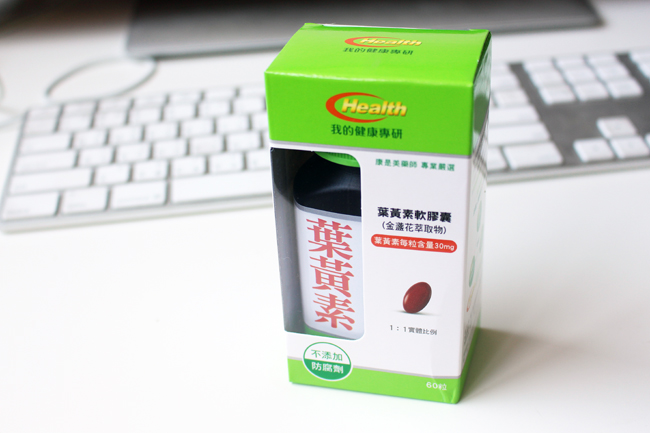 Health
我的健康專研
Health
我的健康專研
康是美藥師 專業嚴選
葉黃素軟膠囊
(金盞花萃取物)
葉黃素每粒含量30mg
1：1實體比例
葉黃素
不添加
防腐劑
60粒